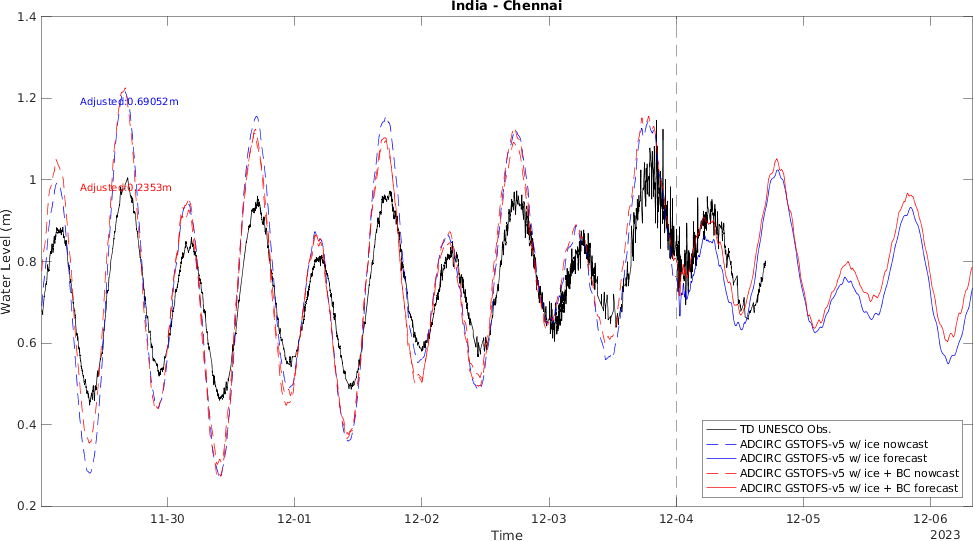 India - Chennai
1.4
1.2
1
0.8
0.6
0.4
0.2
Water Level (m)
Adjusted:0.69052m
Adjusted:0.2353m
TD UNESCO Obs.
ADCIRC GSTOFS-v5 w/ ice nowcast
ADCIRC GSTOFS-v5 w/ ice forecast
ADCIRC GSTOFS-v5 w/ ice + BC nowcast
ADCIRC GSTOFS-v5 w/ ice + BC forecast
11-30 12-01 12-02 12-03 12-04 12-05 12-06
Time
2023